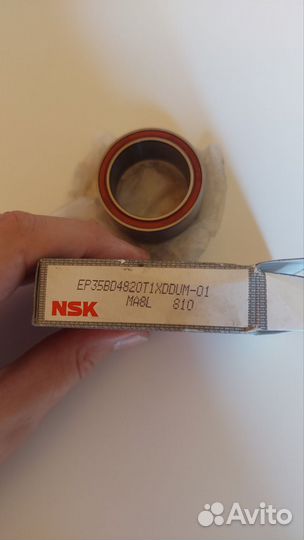 EP35BD4820T1XDDUM-01
MA8L 810
NSK
Avito